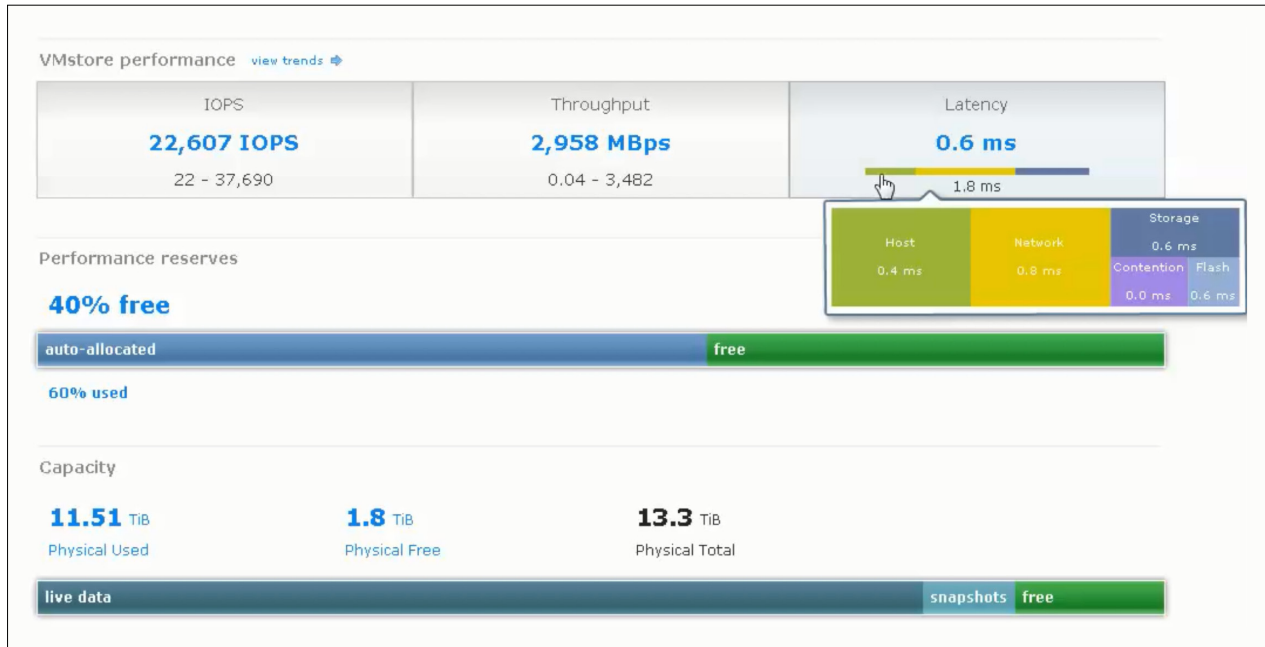 VMstore performance view trends
IOPS
22,607 IOPS
22 - 37,690
Throughput
2,958 MBps
0.04 - 3,482
Latency
0.6 ms
1.8 ms
Host
0.4 ms
Network
0.8 ms
Storage
0.6 ms
Contention
0.0 ms
Flash
0.6 ms
Performance reserves
40% free
auto-allocated free
60% used
Capacity
11.51 TiB
Physical Used
1.8 TiB
Physical Free
13.3 TiB
Physical Total
live data snapshots free